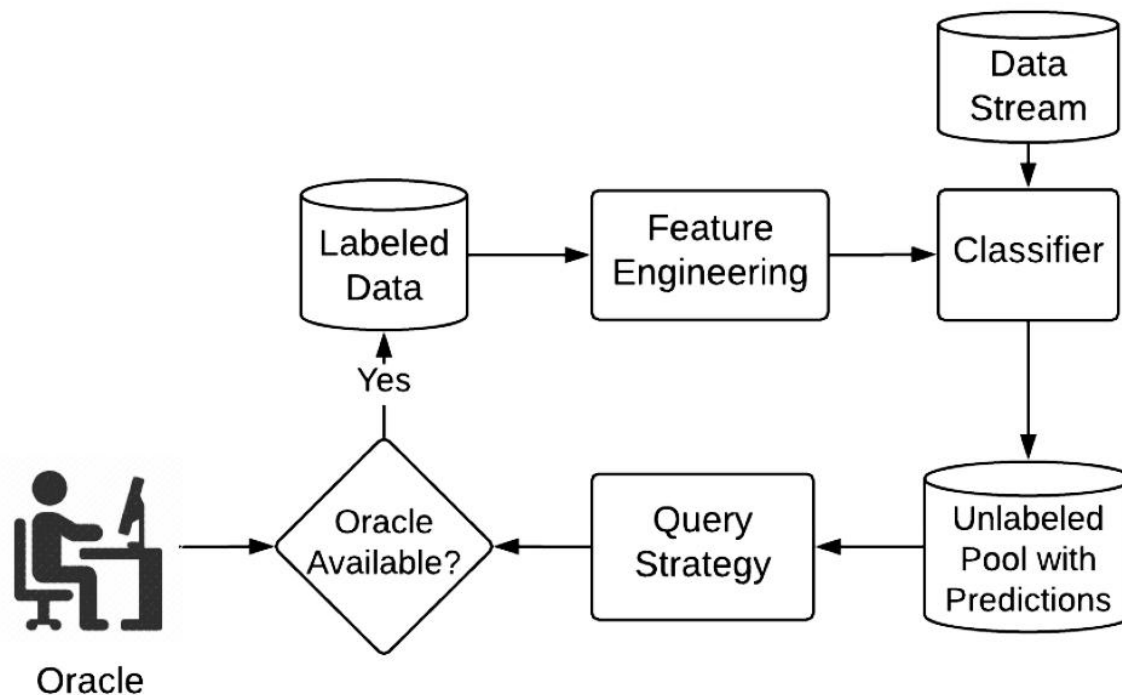 Data
Stream
Labeled
Data
Feature
Engineering
Classifier
Yes
Oracle
Available?
Query
Strategy
Unlabeled
Pool with
Predictions
Oracle